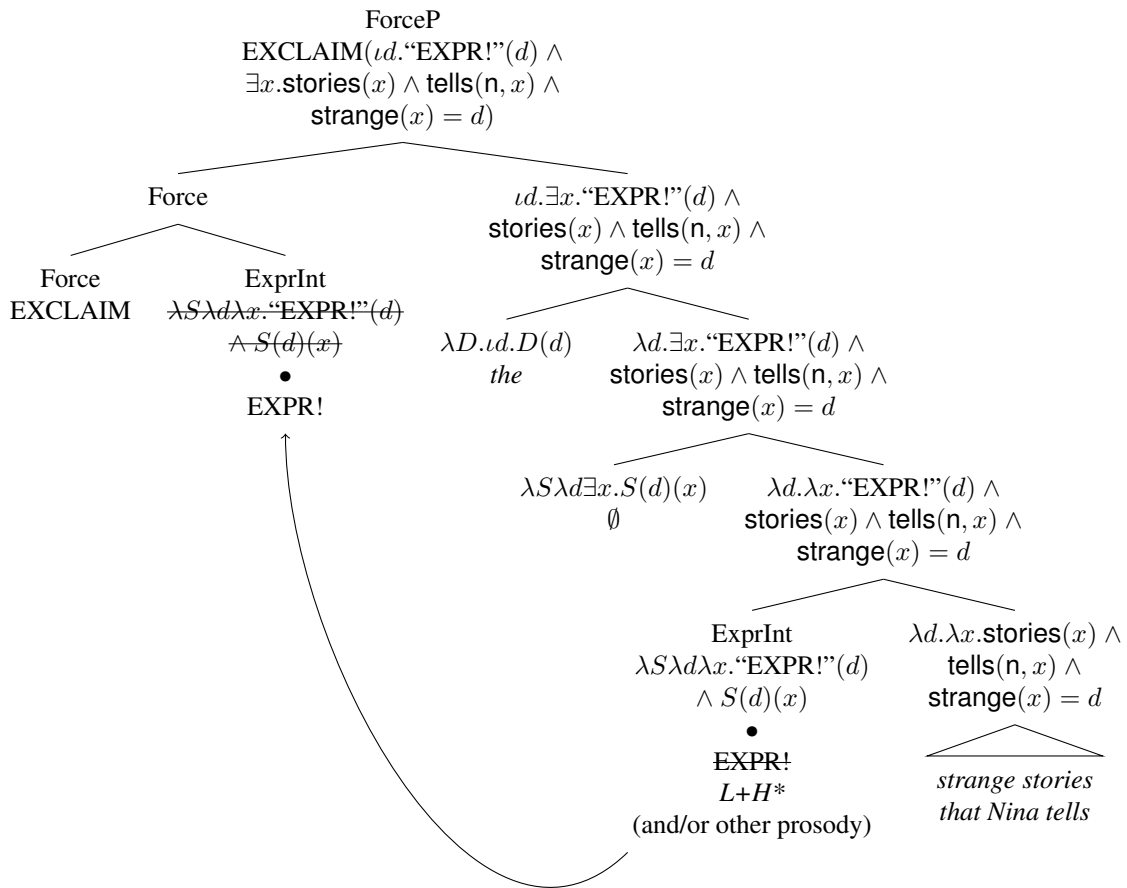 ForceP
EXCLAIM(ιd.“EXPR!”(d) ∧
∃x.stories(x) ∧ tells(n, x) ∧
strange(x) = d)
Force
ιd.∃x.“EXPR!”(d) ∧
stories(x) ∧ tells(n, x) ∧
strange(x) = d
Force
EXCLAIM
ExprInt
λSλdλx.“EXPR!”(d)
∧ S(d)(x)
•
EXPR!
λD.ιd.D(d)
the
λd.∃x.“EXPR!”(d) ∧
stories(x) ∧ tells(n, x) ∧
strange(x) = d
λSλd∃x.S(d)(x)
∅
λd.λx.“EXPR!”(d) ∧
stories(x) ∧ tells(n, x) ∧
strange(x) = d
ExprInt
λSλdλx.“EXPR!”(d)
∧ S(d)(x)
•
EXPR!
L+H*
(and/or other prosody)
λd.λx.stories(x) ∧
tells(n, x) ∧
strange(x) = d
strange stories
that Nina tells